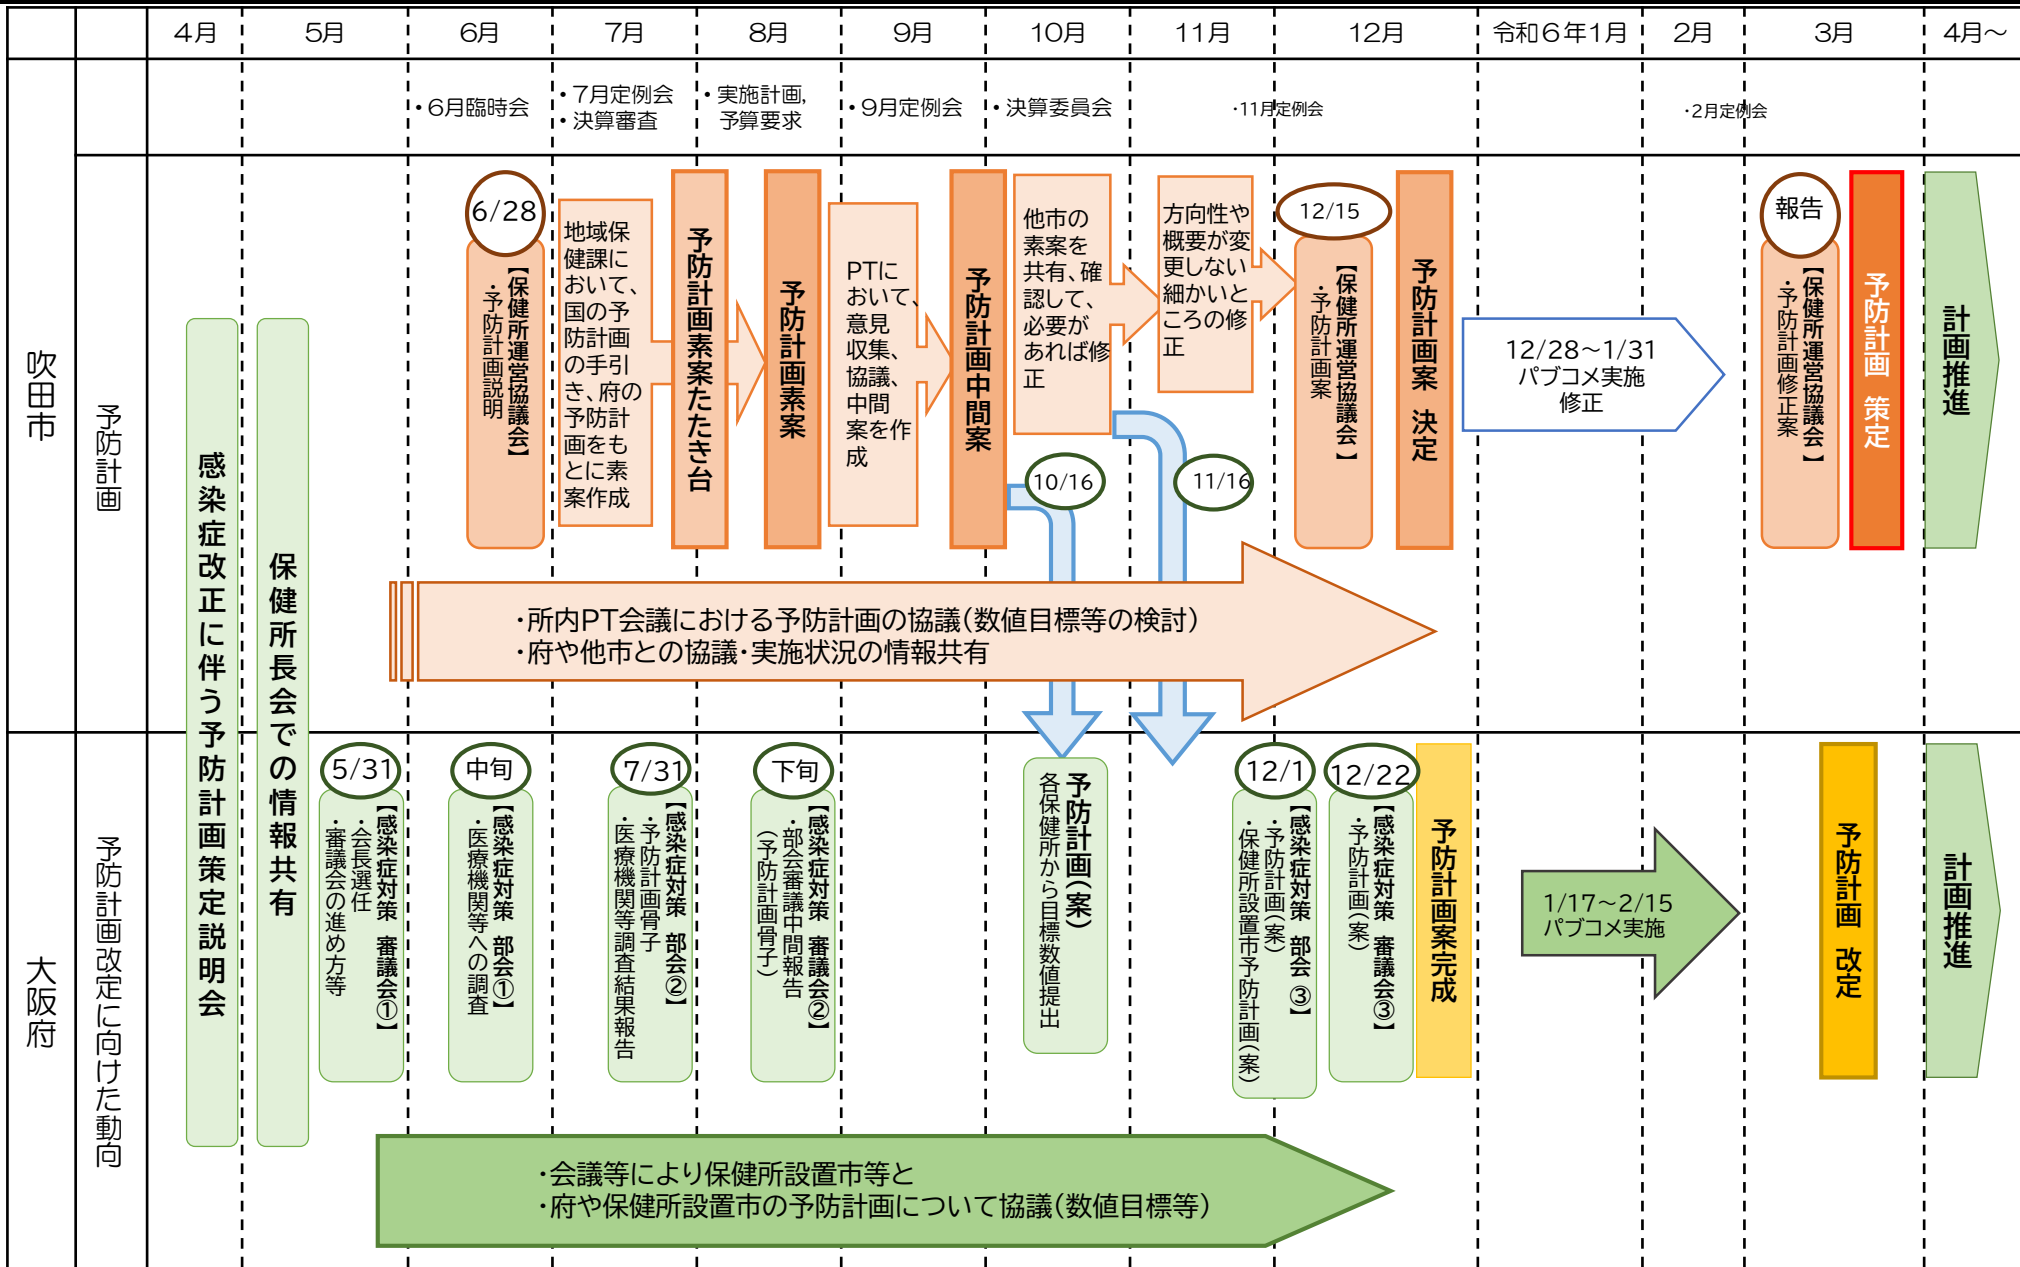 4月
5月
6月
7月
8月
9月
10月
11月
12月
令和6年1月
2月
3月
4月～
吹田市
・6月臨時会
・7月定例会
・決算審査
・実施計画,
予算要求
・9月定例会
・決算委員会
・11月定例会
・2月定例会
予防計画
6/28
【保健所運営協議会】
・予防計画説明
地域保
健課に
おいて、
国の予
防計画
の手引
き、府の
予防計
画をも
とに素
案作成
予防計画素案たたき台
予防計画素案
PTに
おいて、
意見
収集、
協議、
中間
案を作
成
予防計画中間案
他市の
素案を
共有、確
認して、
必要が
あれば修
正
方向性や
概要が変
更しない
細かいと
ころの修
正
10/16
11/16
12/15
【保健所運営協議会】
・予防計画案
予防計画案 決定
12/28～1/31
パブコメ実施
修正
報告
【保健所運営協議会】
・予防計画修正案
予防計画 策定
計画推進
感染症改正に伴う予防計画策定説明会
保健所長会での情報共有
・所内PT会議における予防計画の協議(数値目標等の検討)
・府や他市との協議・実施状況の情報共有
大阪府
予防計画改定に向けた動向
5/31
【感染症対策 審議会①】
・会長選任
・審議会の進め方等
中旬
【感染症対策 部会①】
・医療機関等への調査
7/31
【感染症対策 部会②】
・予防計画骨子
・医療機関等調査結果報告
下旬
【感染症対策 審議会②】
・部会審議中間報告
(予防計画骨子)
予防計画(案)
各保健所から目標数値提出
12/1
【感染症対策 部会③】
・予防計画(案)
・保健所設置市予防計画(案)
12/22
【感染症対策 審議会③】
・予防計画(案)
予防計画案完成
1/17～2/15
パブコメ実施
予防計画 改定
計画推進
・会議等により保健所設置市等と
・府や保健所設置市の予防計画について協議(数値目標等)